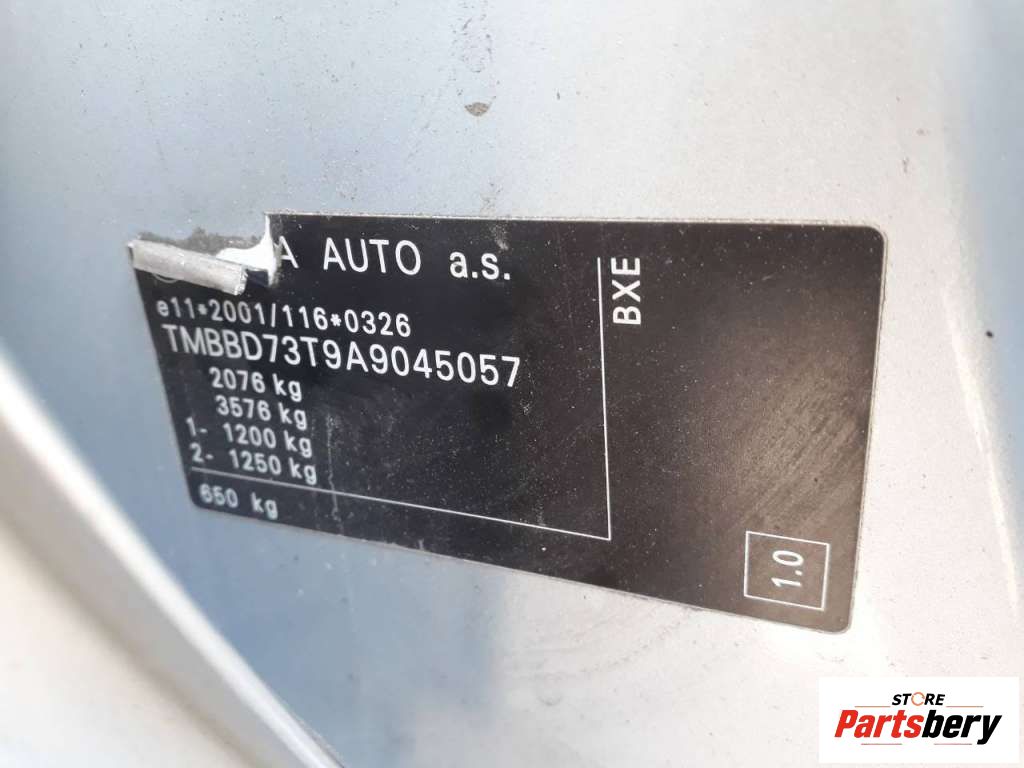 A AUTO a.s.
e11*2001/116*0326
TMBBD73T9A9045057
2076 kg
3576 kg
1- 1200 kg
2- 1250 kg
650 kg
BXE
1.0
STORE
Partsbery